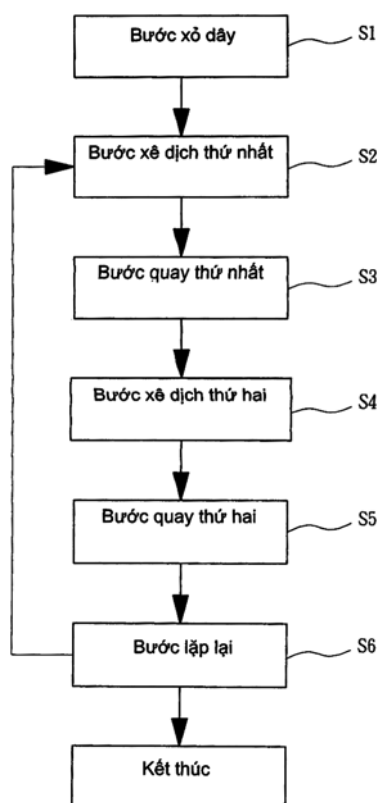 Bước xỏ dây
S1
Bước xê dịch thứ nhất
S2
Bước quay thứ nhất
S3
Bước xê dịch thứ hai
S4
Bước quay thứ hai
S5
Bước lặp lại
S6
Kết thúc